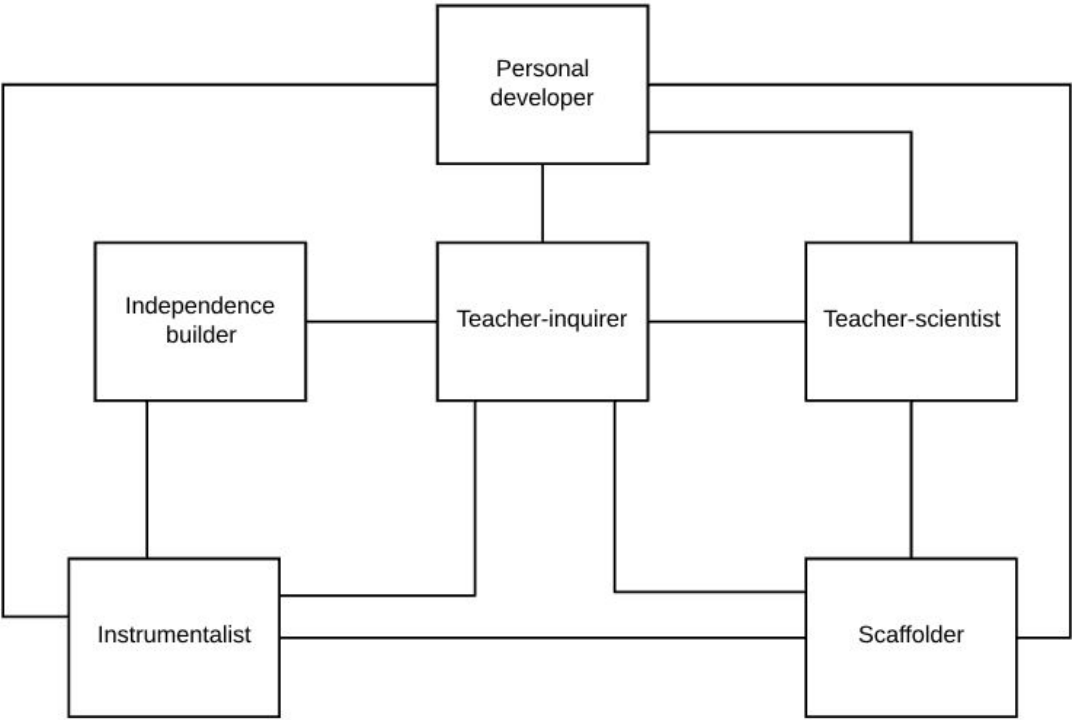 Personal
developer
Independence
builder
Teacher-inquirer
Teacher-scientist
Instrumentalist
Scaffolder